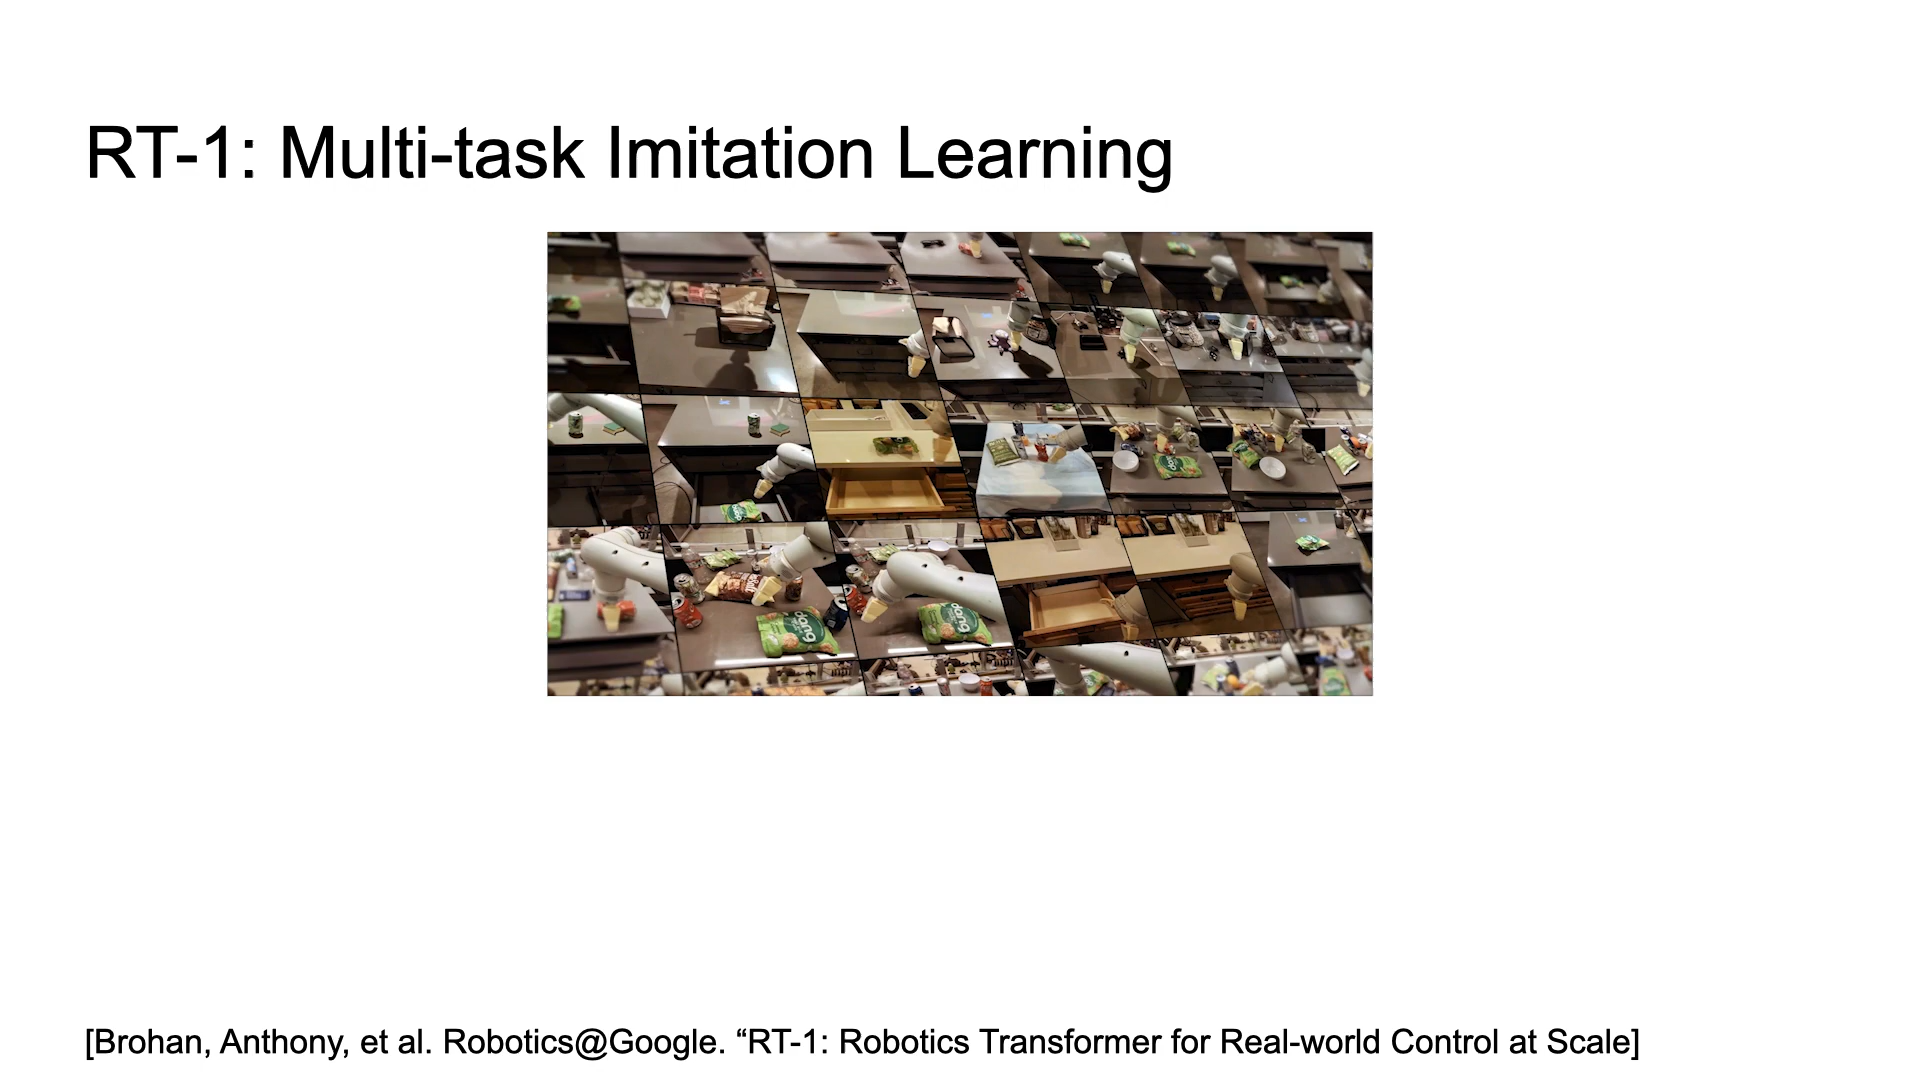 RT-1: Multi-task Imitation Learning
[Brohan, Anthony, et al. Robotics@Google. “RT-1: Robotics Transformer for Real-world Control at Scale]